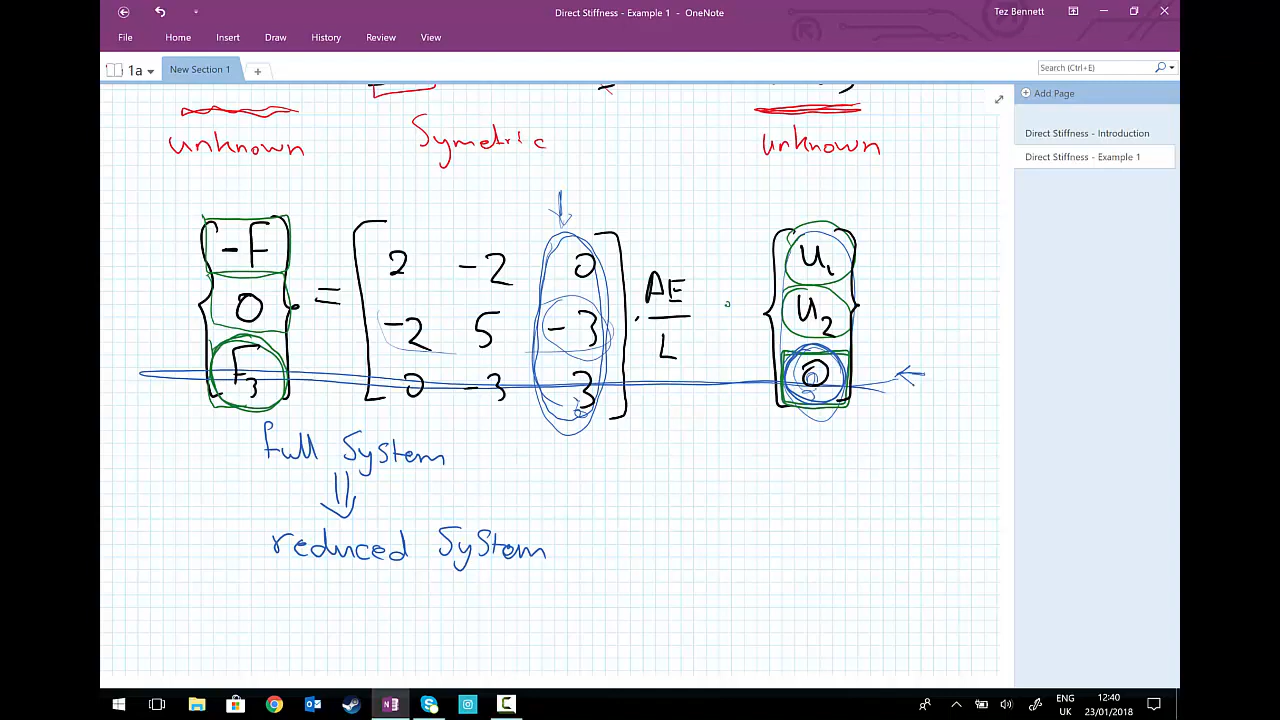 Direct Stiffness - Example 1 - OneNote
Tez Bennett
File Home Insert Draw History Review View
1a New Section 1 +
Search (Ctrl+E)
Add Page
Direct Stiffness - Introduction
Direct Stiffness - Example 1
unknown Symetric unknown
-F 2 -2 0 u1
0 = -2 5 -3 · AE/L u2
F3 0 -3 3 0
full System
reduced System
ENG 12:40
UK 23/01/2018